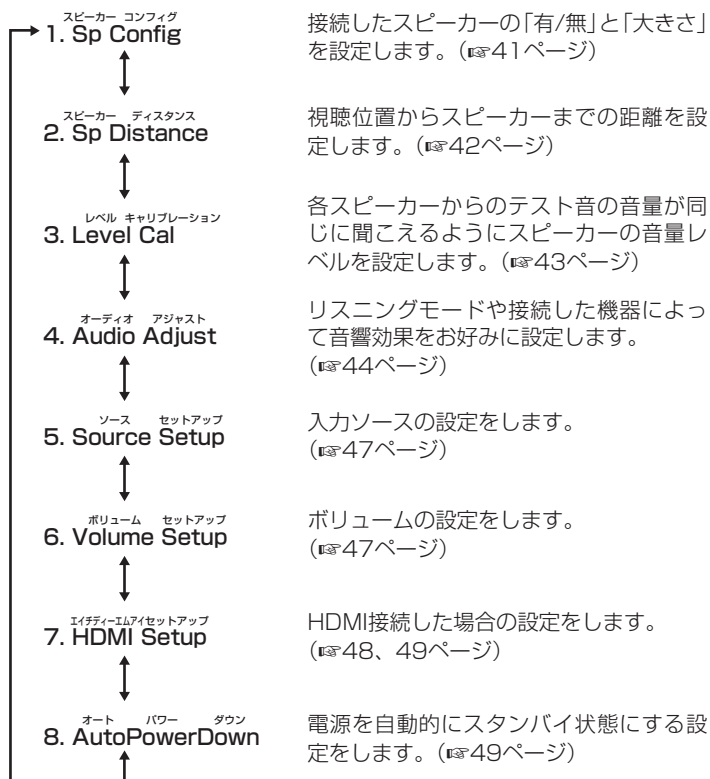 スピーカー コンフィグ
1. Sp Config
接続したスピーカーの「有/無」と「大きさ」
を設定します。(☞41ページ)
スピーカー ディスタンス
2. Sp Distance
視聴位置からスピーカーまでの距離を設
定します。(☞42ページ)
レベル キャリブレーション
3. Level Cal
各スピーカーからのテスト音の音量が同
じに聞こえるようにスピーカーの音量レ
ベルを設定します。(☞43ページ)
オーディオ アジャスト
4. Audio Adjust
リスニングモードや接続した機器によっ
て音響効果をお好みに設定します。
(☞44ページ)
ソース セットアップ
5. Source Setup
入力ソースの設定をします。
(☞47ページ)
ボリューム セットアップ
6. Volume Setup
ボリュームの設定をします。
(☞47ページ)
エイチディーエムアイセットアップ
7. HDMI Setup
HDMI接続した場合の設定をします。
(☞48、49ページ)
オート パワー ダウン
8. AutoPowerDown
電源を自動的にスタンバイ状態にする設
定をします。(☞49ページ)